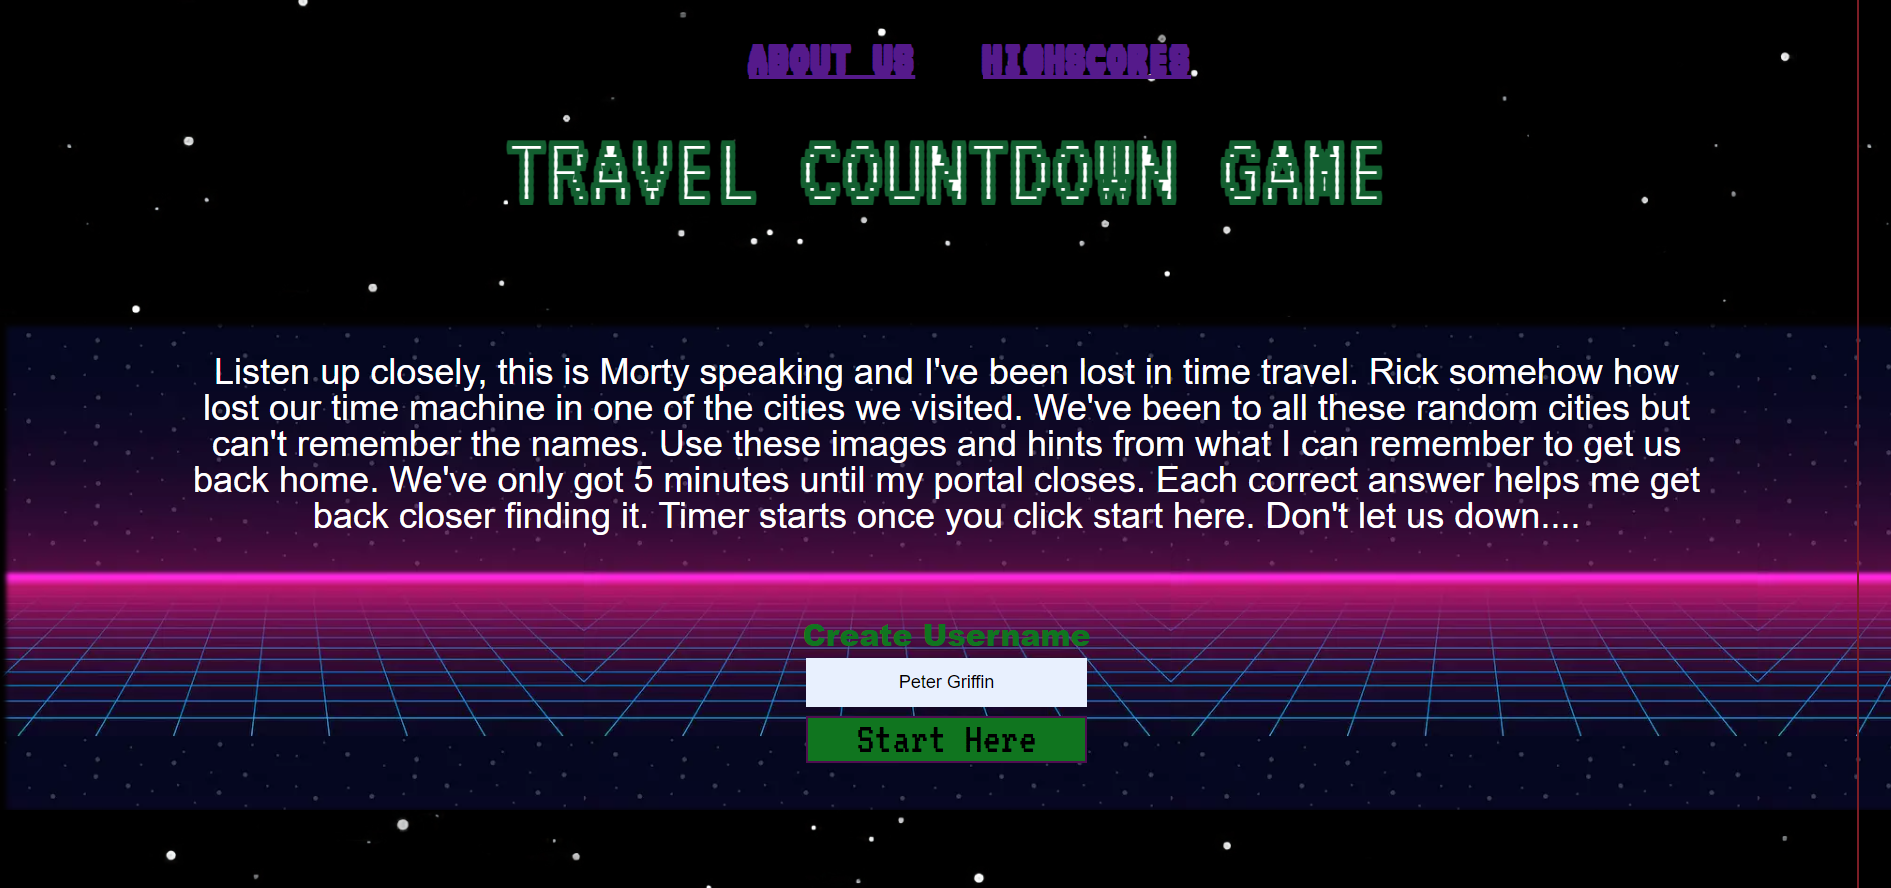 ABOUT US HIGHSCORES
TRAVEL COUNTDOWN GAME
Listen up closely, this is Morty speaking and I've been lost in time travel. Rick somehow how
lost our time machine in one of the cities we visited. We've been to all these random cities but
can't remember the names. Use these images and hints from what I can remember to get us
back home. We've only got 5 minutes until my portal closes. Each correct answer helps me get
back closer finding it. Timer starts once you click start here. Don't let us down....
Create Username
Peter Griffin
Start Here